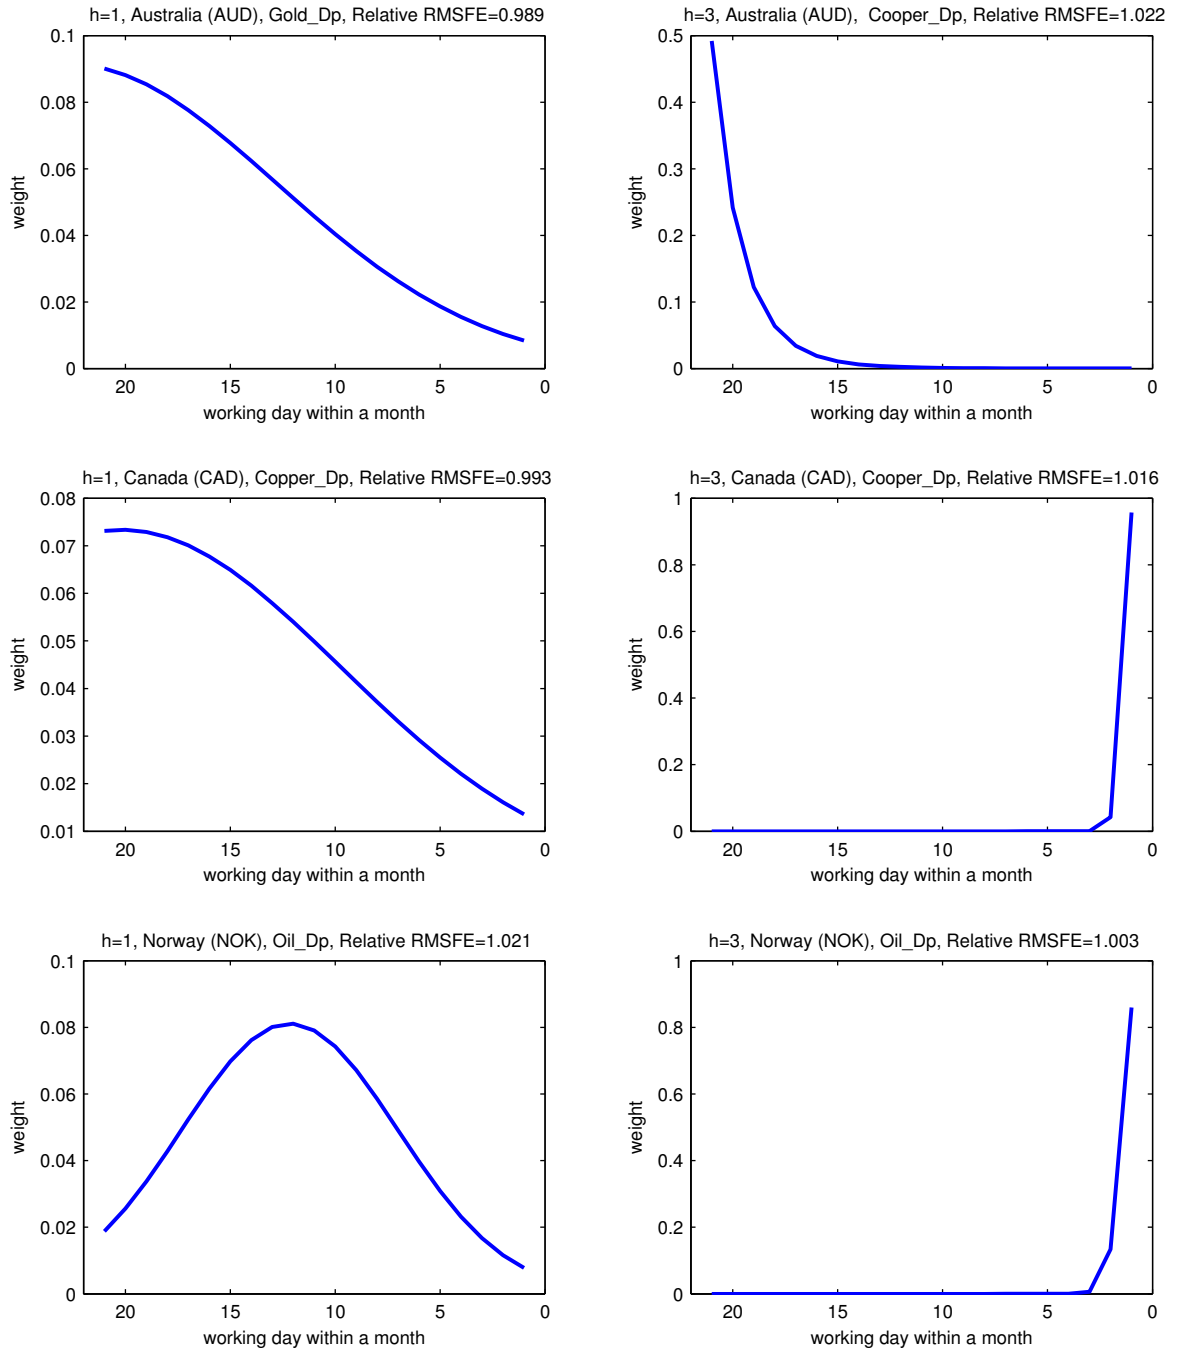 h=1, Australia (AUD), Gold_Dp, Relative RMSFE=0.989
0.1
0.08
0.06
0.04
0.02
0
weight
20 15 10 5 0
working day within a month
h=3, Australia (AUD),  Cooper_Dp, Relative RMSFE=1.022
0.5
0.4
0.3
0.2
0.1
0
weight
20 15 10 5 0
working day within a month
h=1, Canada (CAD), Copper_Dp, Relative RMSFE=0.993
0.08
0.07
0.06
0.05
0.04
0.03
0.02
0.01
weight
20 15 10 5 0
working day within a month
h=3, Canada (CAD), Cooper_Dp, Relative RMSFE=1.016
1
0.8
0.6
0.4
0.2
0
weight
20 15 10 5 0
working day within a month
h=1, Norway (NOK), Oil_Dp, Relative RMSFE=1.021
0.1
0.08
0.06
0.04
0.02
0
weight
20 15 10 5 0
working day within a month
h=3, Norway (NOK), Oil_Dp, Relative RMSFE=1.003
1
0.8
0.6
0.4
0.2
0
weight
20 15 10 5 0
working day within a month